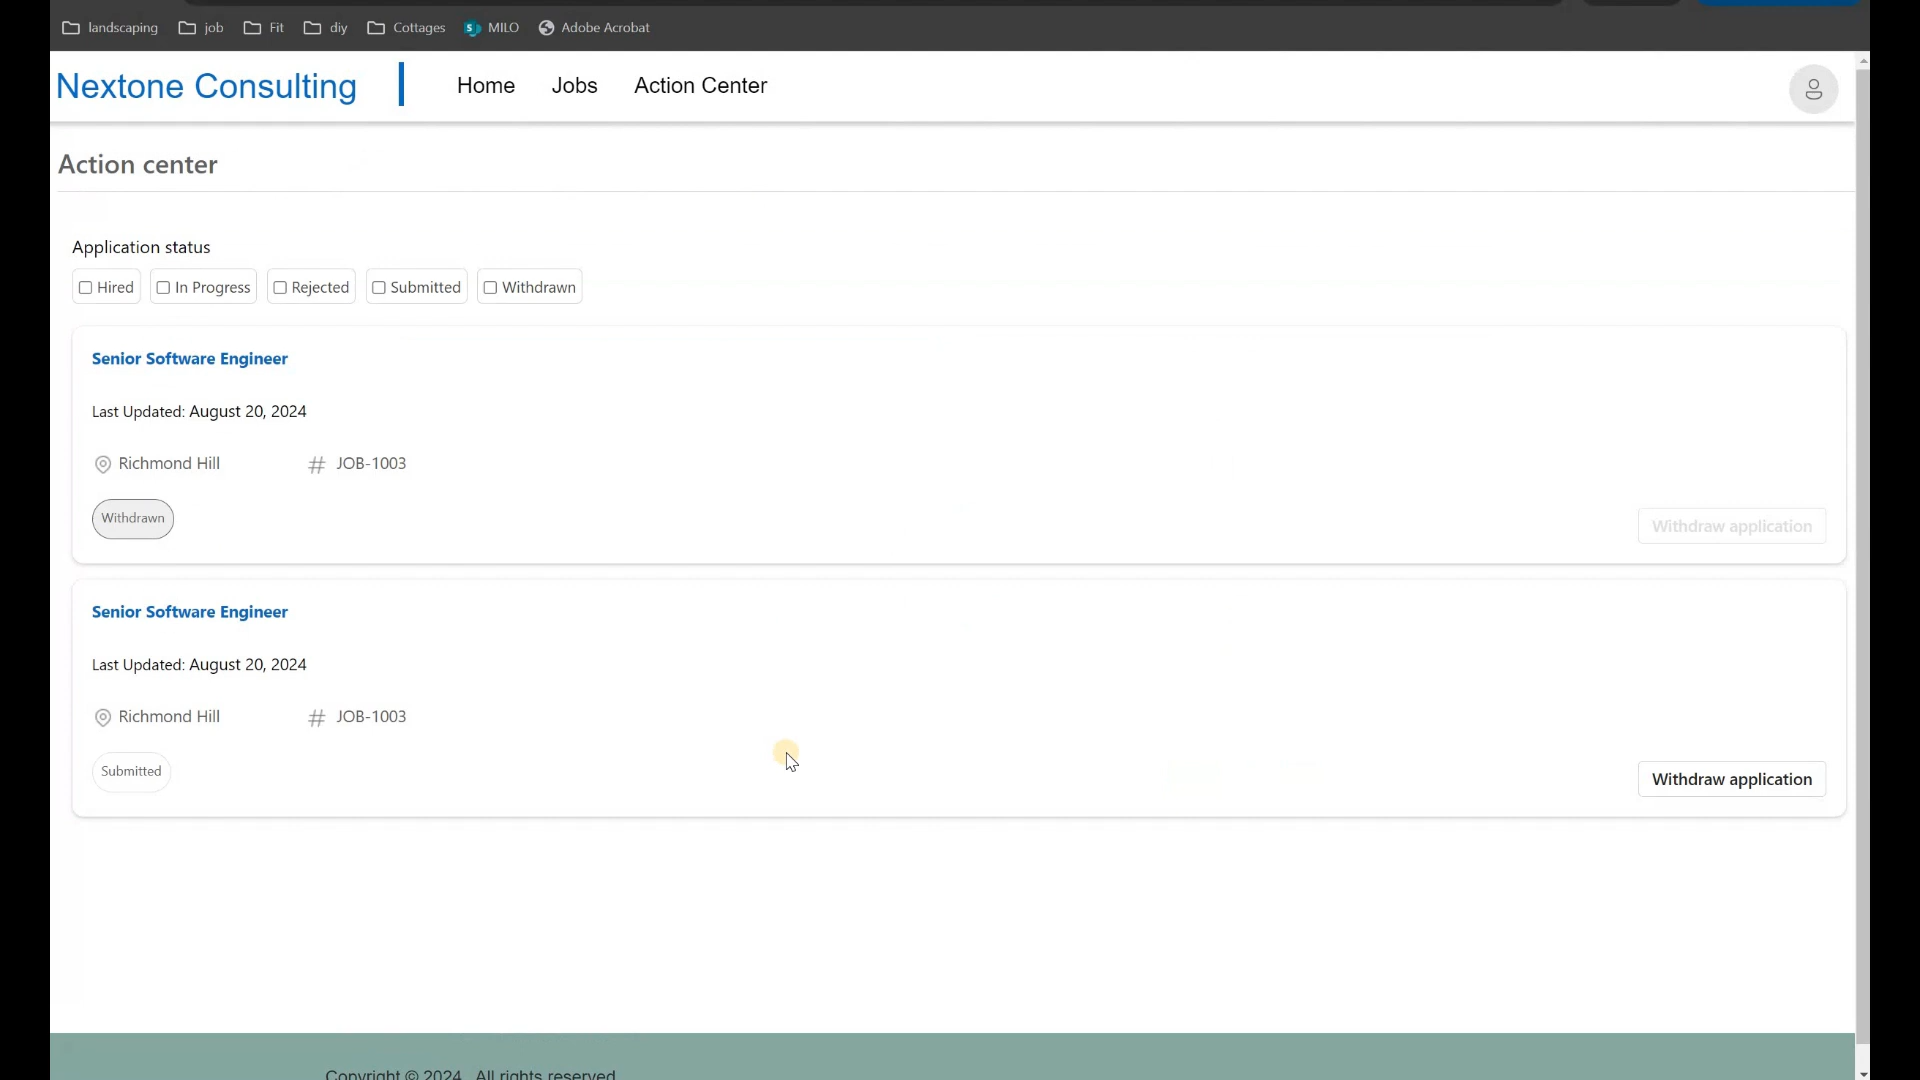 landscaping job Fit diy Cottages MILO Adobe Acrobat
Nextone Consulting Home Jobs Action Center
Action center
Application status
Hired In Progress Rejected Submitted Withdrawn
Senior Software Engineer
Last Updated: August 20, 2024
Richmond Hill # JOB-1003
Withdrawn
Withdraw application
Senior Software Engineer
Last Updated: August 20, 2024
Richmond Hill # JOB-1003
Submitted
Withdraw application
Copyright © 2024 All rights reserved